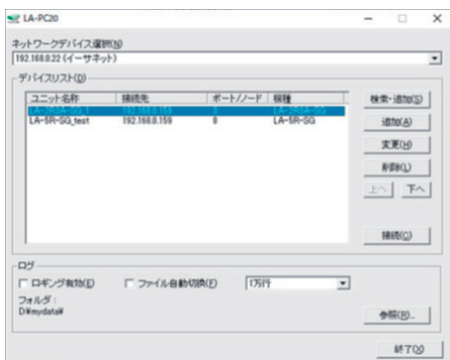 LA-PC20
ネットワークデバイス選択(N)
192.168.0.22 (イーサネット)
デバイスリスト(D)
ユニット名称 接続先 ポート/ノード 機種
LA-5R-SG_test 192.168.0.159 8 LA-5R-SG
検索・追加(S)
追加(A)
変更(H)
削除(L)
上へ 下へ
接続(C)
ログ
ロギング有効(E) ファイル自動切換(F) 1万行
フォルダ :
D:¥mydata¥
参照(R)...
終了(X)